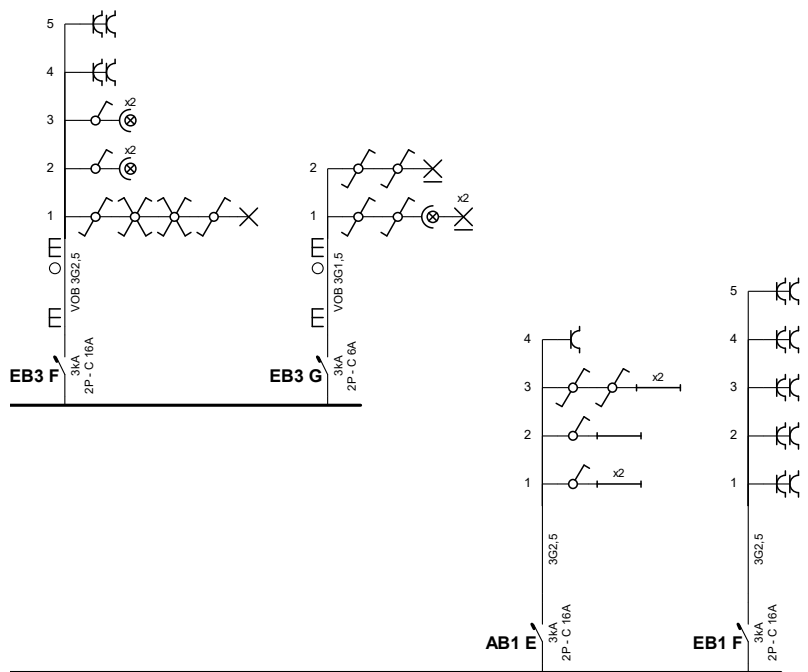 5
4
x2
3
x2
2
1
VOB 3G2,5
EB3 F
3kA
2P - C 16A
2
x2
1
VOB 3G1,5
EB3 G
3kA
2P - C 6A
4
x2
3
2
x2
1
3G2,5
AB1 E
3kA
2P - C 16A
5
4
3
2
1
3G2,5
EB1 F
3kA
2P - C 16A